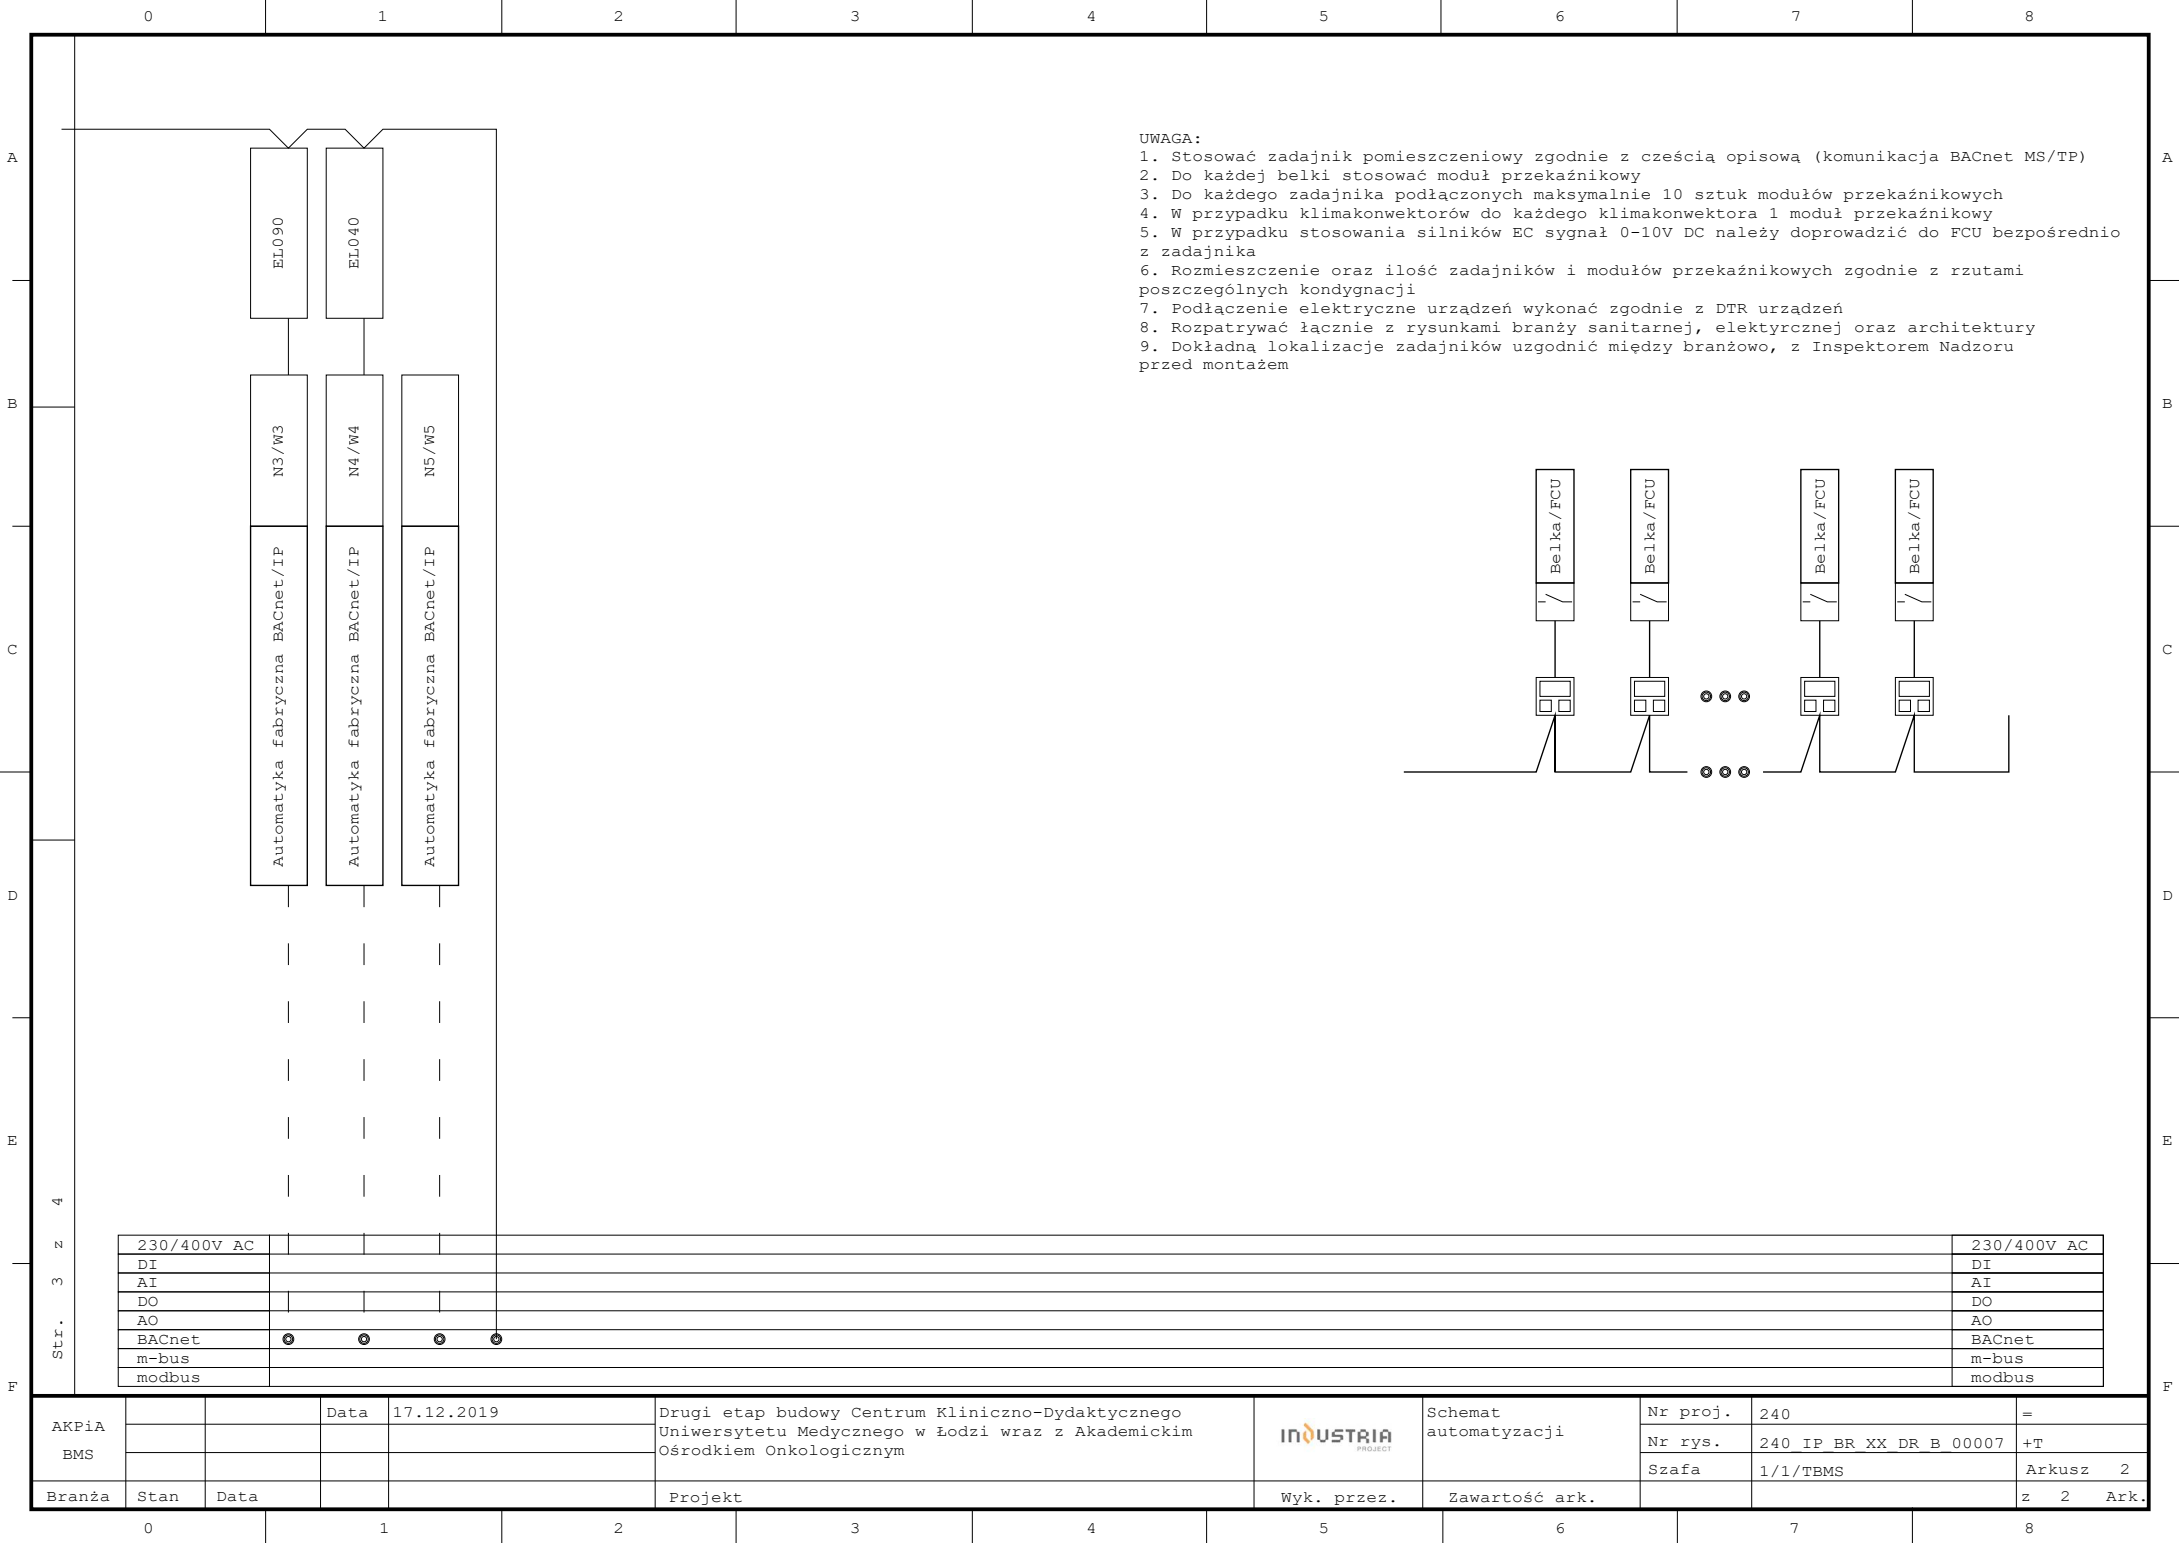 0 1 2 3 4 5 6 7 8
A A
B B
C C
D D
E E
F F
UWAGA:
1. Stosować zadajnik pomieszczeniowy zgodnie z cześcią opisową (komunikacja BACnet MS/TP)
2. Do każdej belki stosować moduł przekaźnikowy
3. Do każdego zadajnika podłączonych maksymalnie 10 sztuk modułów przekaźnikowych
4. W przypadku klimakonwektorów do każdego klimakonwektora 1 moduł przekaźnikowy
5. W przypadku stosowania silników EC sygnał 0-10V DC należy doprowadzić do FCU bezpośrednio
z zadajnika
6. Rozmieszczenie oraz ilość zadajników i modułów przekaźnikowych zgodnie z rzutami
poszczególnych kondygnacji
7. Podłączenie elektryczne urządzeń wykonać zgodnie z DTR urządzeń
8. Rozpatrywać łącznie z rysunkami branży sanitarnej, elektyrcznej oraz architektury
9. Dokładną lokalizacje zadajników uzgodnić między branżowo, z Inspektorem Nadzoru
przed montażem
EL090
EL040
N3/W3
N4/W4
N5/W5
Automatyka fabryczna BACnet/IP
Automatyka fabryczna BACnet/IP
Automatyka fabryczna BACnet/IP
Belka/FCU
Belka/FCU
Belka/FCU
Belka/FCU
Str. 3 z 4
230/400V AC 230/400V AC
DI DI
AI AI
DO DO
AO AO
BACnet BACnet
m-bus m-bus
modbus modbus
AKPiA
BMS
Branża Stan Data
Data 17.12.2019
Drugi etap budowy Centrum Kliniczno-Dydaktycznego
Uniwersytetu Medycznego w Łodzi wraz z Akademickim
Ośrodkiem Onkologicznym
Projekt
INDUSTRIA
PROJECT
Wyk. przez.
Schemat
automatyzacji
Zawartość ark.
Nr proj. 240 =
Nr rys. 240_IP_BR_XX_DR_B_00007 +T
Szafa 1/1/TBMS Arkusz 2
z 2 Ark.
0 1 2 3 4 5 6 7 8